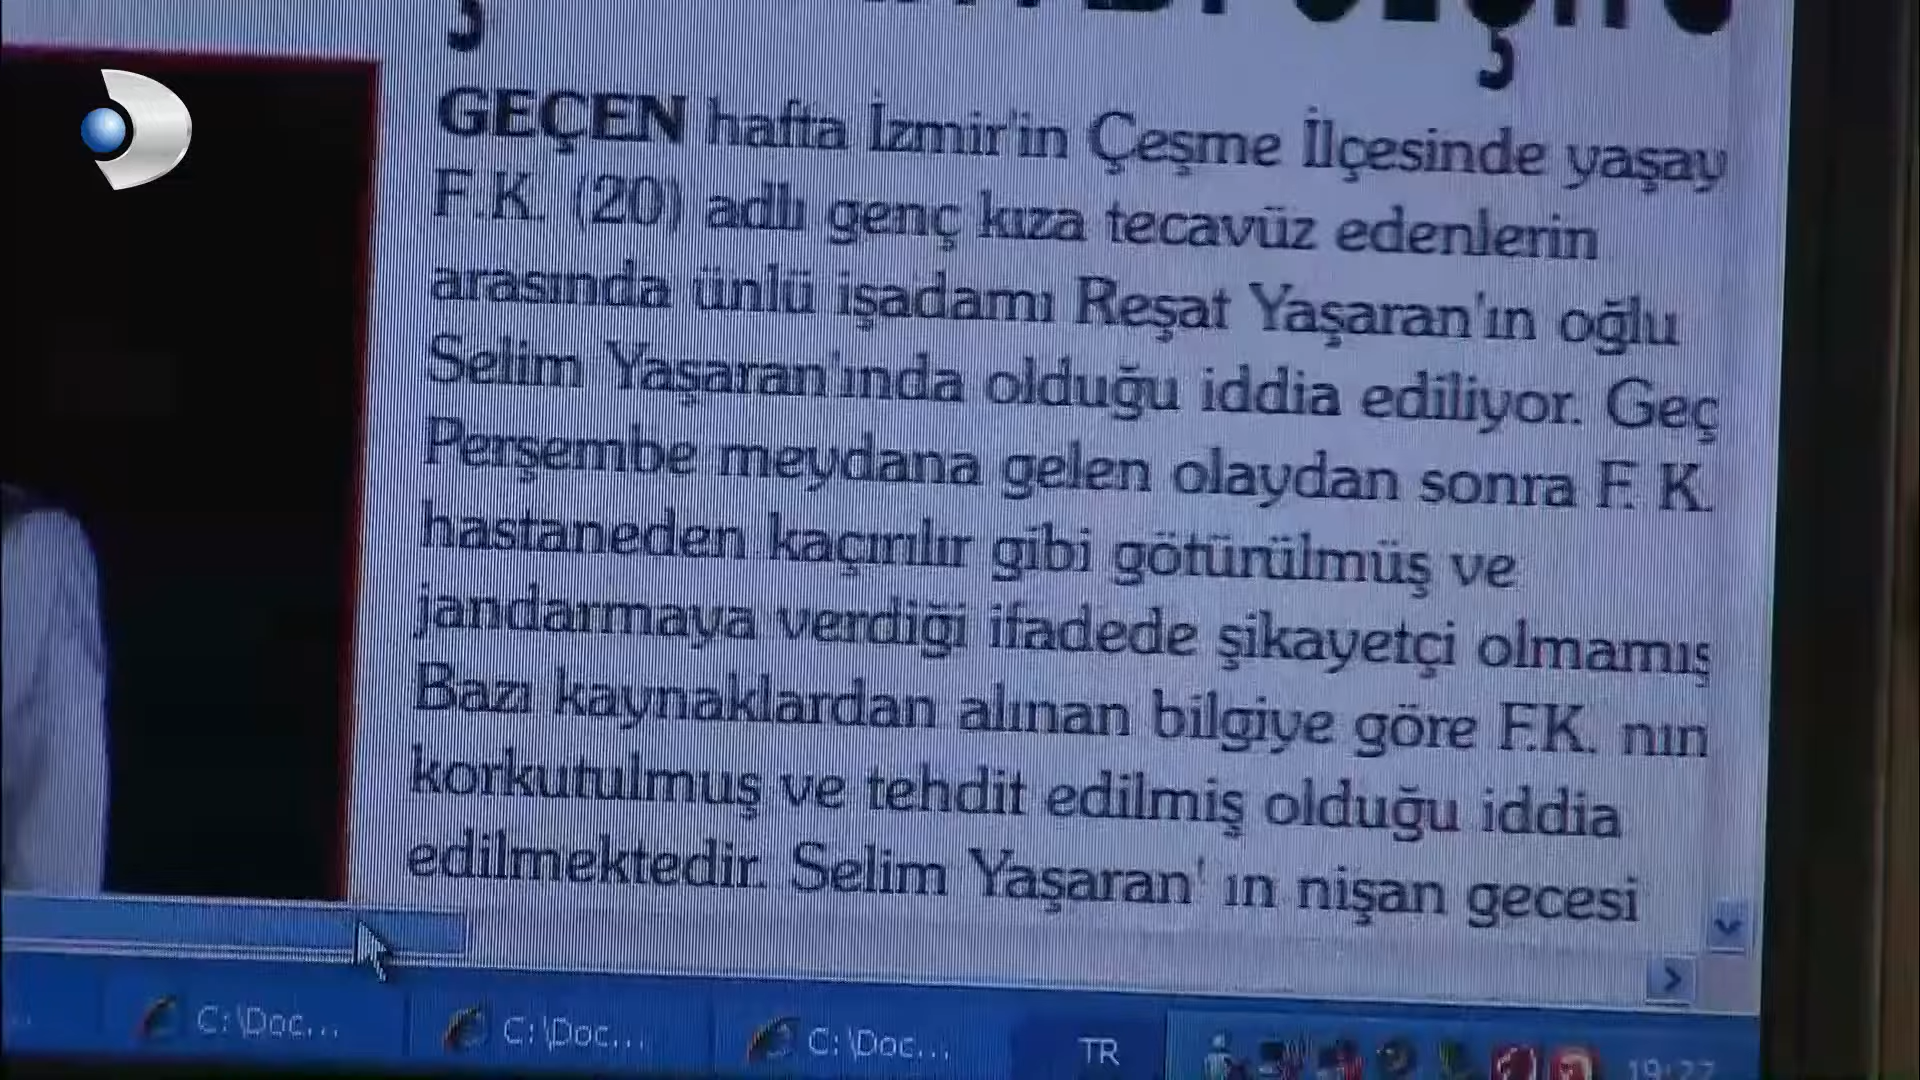 GEÇEN hafta İzmir'in Çeşme İlçesinde yaşay
F.K. (20) adlı genç kıza tecavüz edenlerin
arasında ünlü işadamı Reşat Yaşaran'ın oğlu
Selim Yaşaran'ında olduğu iddia ediliyor. Geç
Perşembe meydana gelen olaydan sonra F. K.
hastaneden kaçırılır gibi götürülmüş ve
jandarmaya verdiği ifadede şikayetçi olmamış
Bazı kaynaklardan alınan bilgiye göre F.K. nın
korkutulmuş ve tehdit edilmiş olduğu iddia
edilmektedir. Selim Yaşaran' ın nişan gecesi
C:\Doc... C:\Doc... C:\Doc... TR 19:27